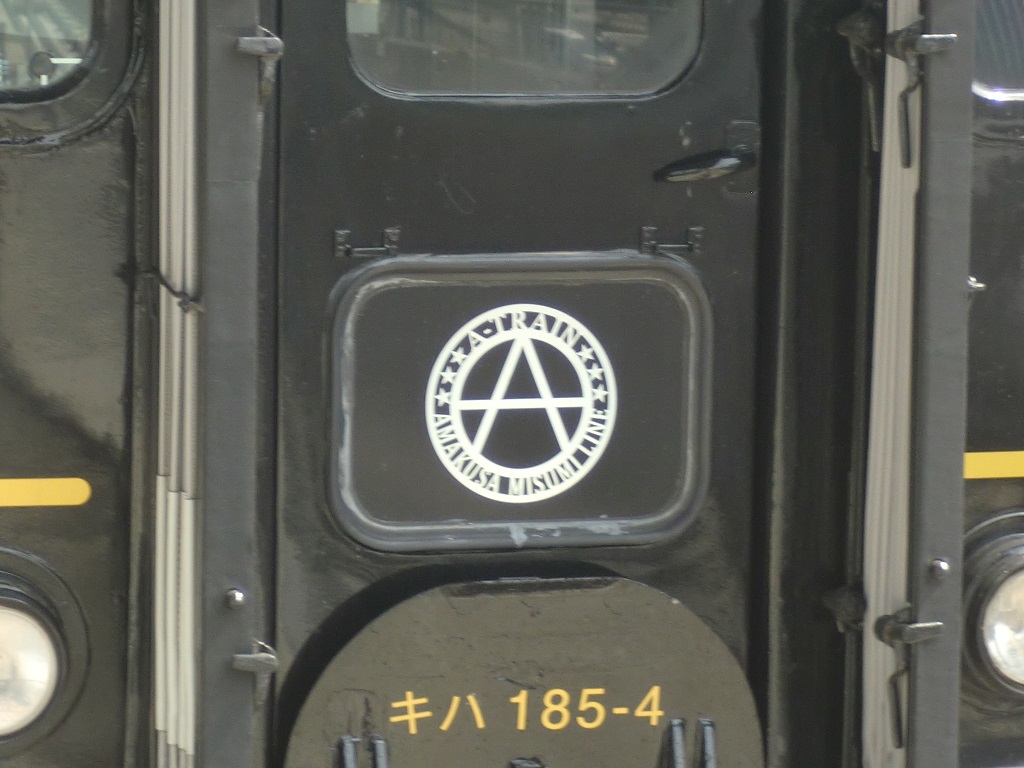 A-TRAIN
A
AMAKUSA MISUMI LINE
キハ 185-4